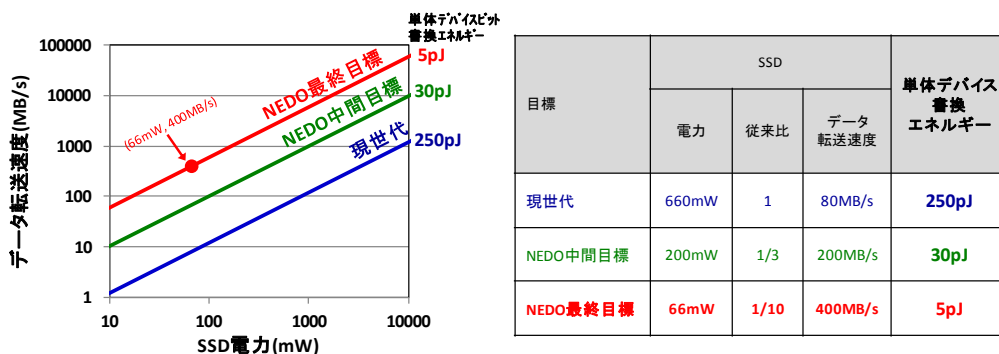 単体デバイスビット
書換エネルギー
100000
10000
1000
100
10
1
データ転送速度(MB/s)
10
100
1000
10000
SSD電力(mW)
(66mW, 400MB/s)
NEDO最終目標
NEDO中間目標
現世代
5pJ
30pJ
250pJ
目標
SSD
単体デバイス
書換
エネルギー
電力
従来比
データ
転送速度
現世代
660mW
1
80MB/s
250pJ
NEDO中間目標
200mW
1/3
200MB/s
30pJ
NEDO最終目標
66mW
1/10
400MB/s
5pJ